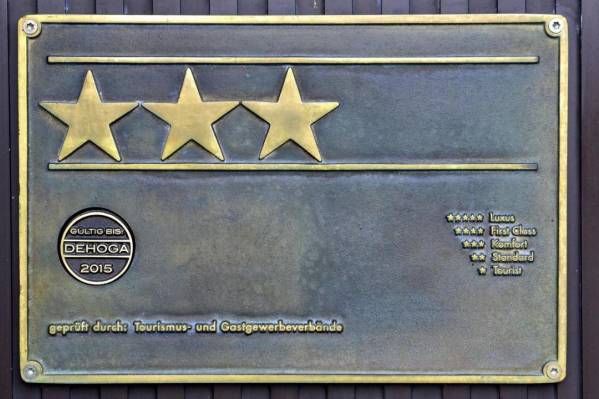 GÜLTIG BIS:
DEHOGA
2015
***** Luxus
**** First Class
*** Komfort
** Standard
* Tourist
geprüft durch: Tourismus- und Gastgewerbeverbände